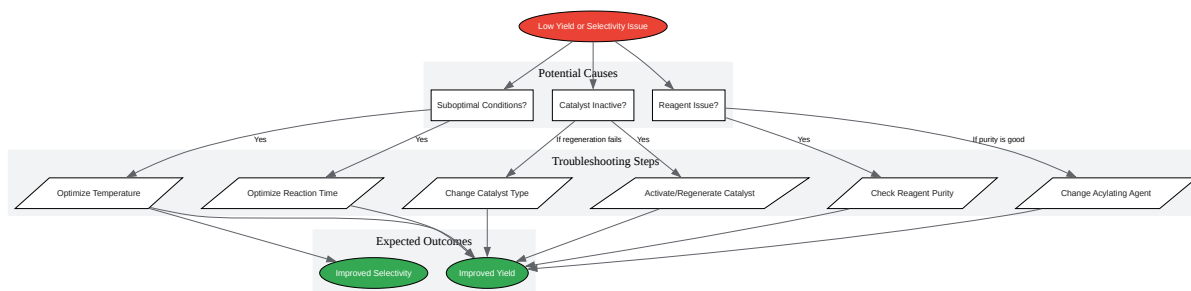 Low Yield or Selectivity Issue
Potential Causes
Suboptimal Conditions?
Catalyst Inactive?
Reagent Issue?
Yes
Yes
If regeneration fails
Yes
Yes
If purity is good
Troubleshooting Steps
Optimize Temperature
Optimize Reaction Time
Change Catalyst Type
Activate/Regenerate Catalyst
Check Reagent Purity
Change Acylating Agent
Expected Outcomes
Improved Selectivity
Improved Yield